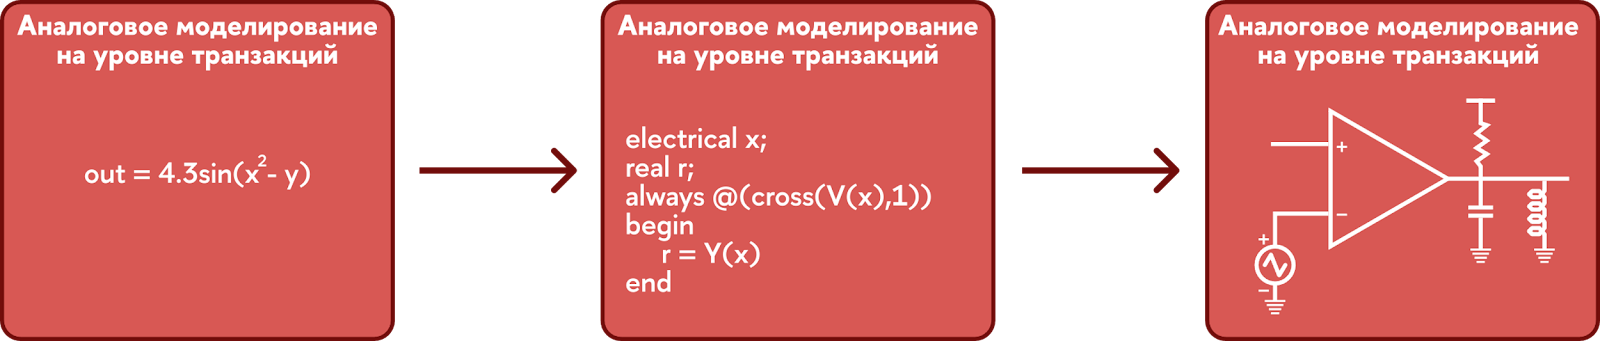 Аналоговое моделирование
на уровне транзакций
out = 4.3sin(x²- y)
Аналоговое моделирование
на уровне транзакций
electrical x;
real r;
always @(cross(V(x),1))
begin
r = Y(x)
end
Аналоговое моделирование
на уровне транзакций
+
−
+
−